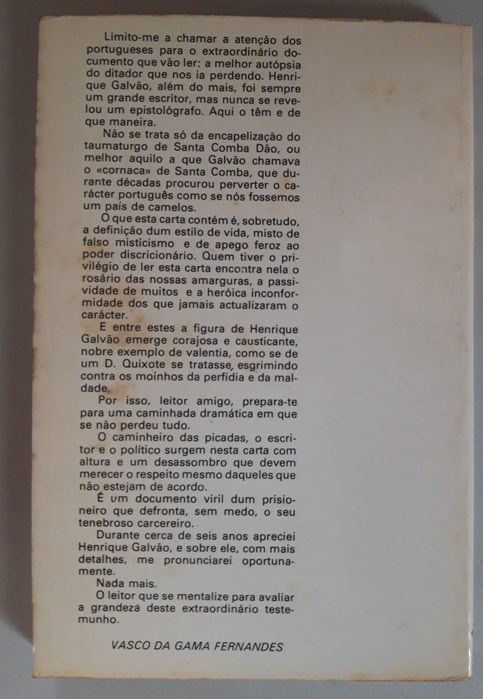 Limito-me a chamar a atenção dos
portugueses para o extraordinário do-
cumento que vão ler: a melhor autópsia
do ditador que nos ia perdendo. Henri-
que Galvão, além do mais, foi sempre
um grande escritor, mas nunca se reve-
lou um epistológrafo. Aqui o têm e de
que maneira.
Não se trata só da encapelização do
taumaturgo de Santa Comba Dão, ou
melhor aquilo a que Galvão chamava
o «cornaca» de Santa Comba, que du-
rante décadas procurou perverter o ca-
rácter português como se nós fossemos
um país de camelos.
O que esta carta contém é, sobretudo,
a definição dum estilo de vida, misto de
falso misticismo e de apego feroz ao
poder discricionário. Quem tiver o pri-
vilégio de ler esta carta encontra nela o
rosário das nossas amarguras, a passi-
vidade de muitos e a heróica inconfor-
midade dos que jamais actualizaram o
carácter.
E entre estes a figura de Henrique
Galvão emerge corajosa e causticante,
nobre exemplo de valentia, como se de
um D. Quixote se tratasse, esgrimindo
contra os moinhos da perfídia e da mal-
dade.
Por isso, leitor amigo, prepara-te
para uma caminhada dramática em que
se não perdeu tudo.
O caminheiro das picadas, o escri-
tor e o político surgem nesta carta com
altura e um desassombro que devem
merecer o respeito mesmo daqueles que
não estejam de acordo.
É um documento viril dum prisio-
neiro que defronta, sem medo, o seu
tenebroso carcereiro.
Durante cerca de seis anos apreciei
Henrique Galvão, e sobre ele, com mais
detalhes, me pronunciarei oportuna-
mente.
Nada mais.
O leitor que se mentalize para avaliar
a grandeza deste extraordinário teste-
munho.
VASCO DA GAMA FERNANDES